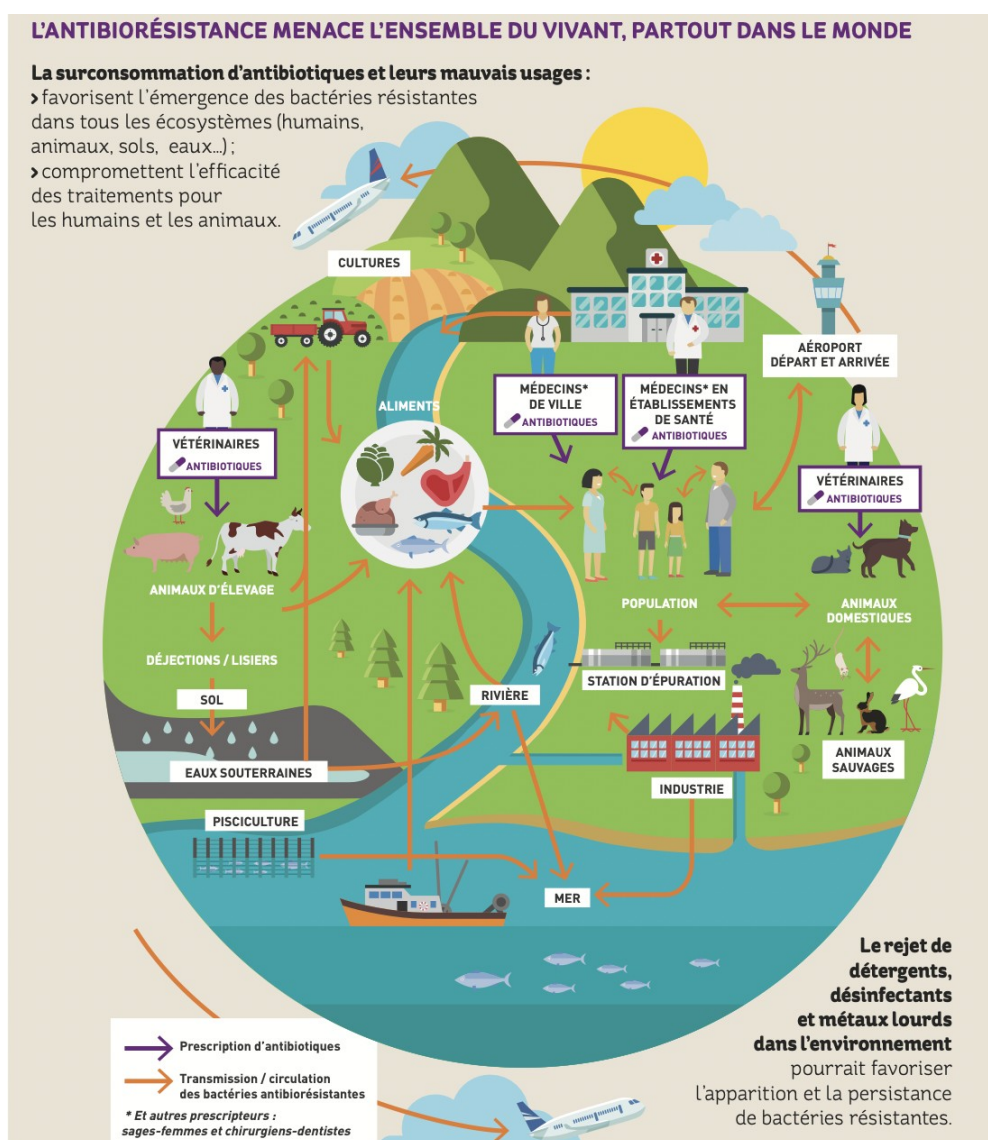 L'ANTIBIORÉSISTANCE MENACE L'ENSEMBLE DU VIVANT, PARTOUT DANS LE MONDE
La surconsommation d'antibiotiques et leurs mauvais usages :
› favorisent l'émergence des bactéries résistantes
dans tous les écosystèmes (humains,
animaux, sols, eaux...) ;
› compromettent l'efficacité
des traitements pour
les humains et les animaux.
CULTURES
AÉROPORT
DÉPART ET ARRIVÉE
MÉDECINS*
DE VILLE
ANTIBIOTIQUES
MÉDECINS* EN
ÉTABLISSEMENTS
DE SANTÉ
ANTIBIOTIQUES
ALIMENTS
VÉTÉRINAIRES
ANTIBIOTIQUES
VÉTÉRINAIRES
ANTIBIOTIQUES
ANIMAUX D'ÉLEVAGE
POPULATION
ANIMAUX
DOMESTIQUES
DÉJECTIONS / LISIERS
STATION D'ÉPURATION
SOL
RIVIÈRE
ANIMAUX
SAUVAGES
EAUX SOUTERRAINES
INDUSTRIE
PISCICULTURE
MER
Le rejet de
détergents,
désinfectants
et métaux lourds
dans l'environnement
pourrait favoriser
l'apparition et la persistance
de bactéries résistantes.
Prescription d'antibiotiques
Transmission / circulation
des bactéries antibiorésistantes
* Et autres prescripteurs :
sages-femmes et chirurgiens-dentistes